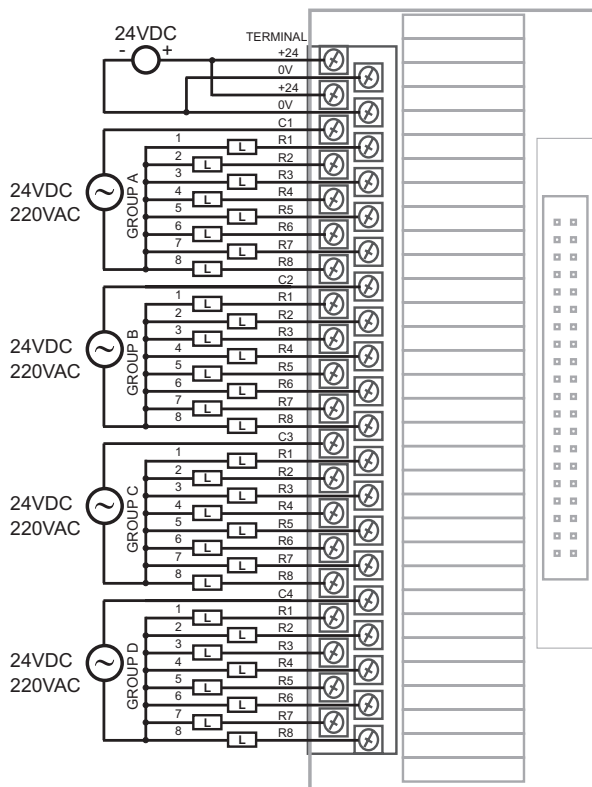 24VDC
- +
TERMINAL
+24
0V
+24
0V
C1
24VDC
220VAC
GROUP A
1 L R1
2 L R2
3 L R3
4 L R4
5 L R5
6 L R6
7 L R7
8 L R8
C2
24VDC
220VAC
GROUP B
1 L R1
2 L R2
3 L R3
4 L R4
5 L R5
6 L R6
7 L R7
8 L R8
C3
24VDC
220VAC
GROUP C
1 L R1
2 L R2
3 L R3
4 L R4
5 L R5
6 L R6
7 L R7
8 L R8
C4
24VDC
220VAC
GROUP D
1 L R1
2 L R2
3 L R3
4 L R4
5 L R5
6 L R6
7 L R7
8 L R8